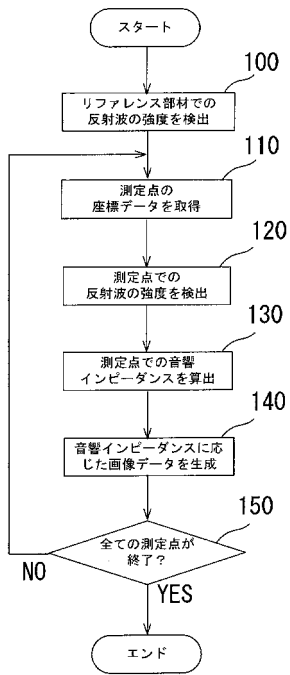 スタート
100
リファレンス部材での
反射波の強度を検出
110
測定点の
座標データを取得
120
測定点での
反射波の強度を検出
130
測定点での音響
インピーダンスを算出
140
音響インピーダンスに応
じた画像データを生成
150
全ての測定点が
終了？
NO
YES
エンド